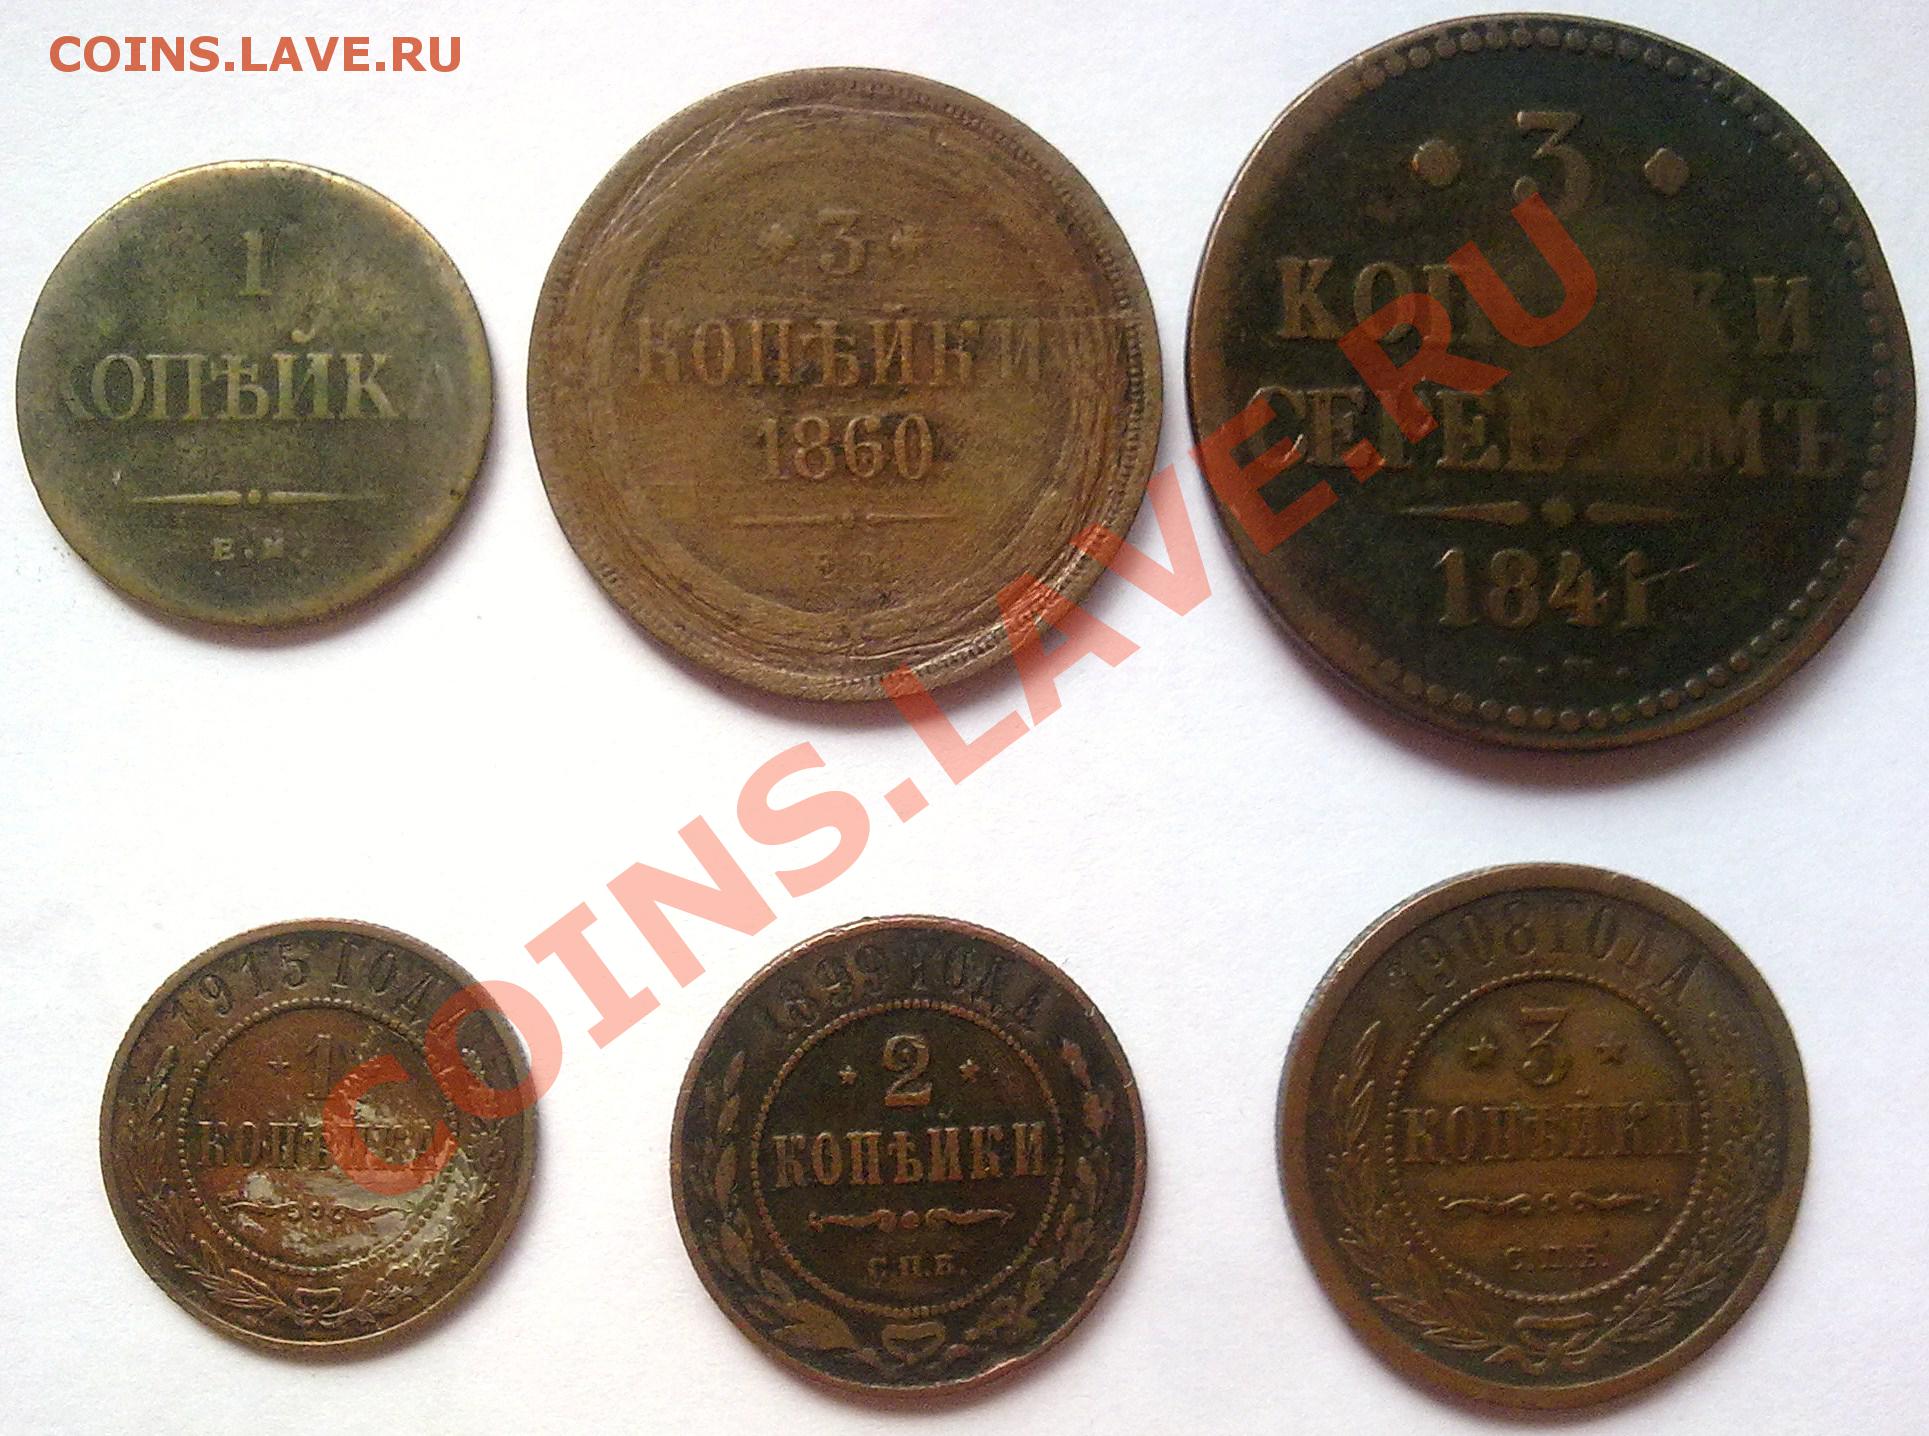 COINS.LAVE.RU
1
КОПѢЙКА
Е.М.
3
КОПѢЙКИ
1860
3
СЕРЕБРОМЪ
1841
COINS.LAVE.RU
1915 ГОДА
1
КОПѢЙКА
1899 ГОДА
2
КОПѢЙКИ
С.П.Б.
1908 ГОДА
3
КОПѢЙКИ
С.П.Б.